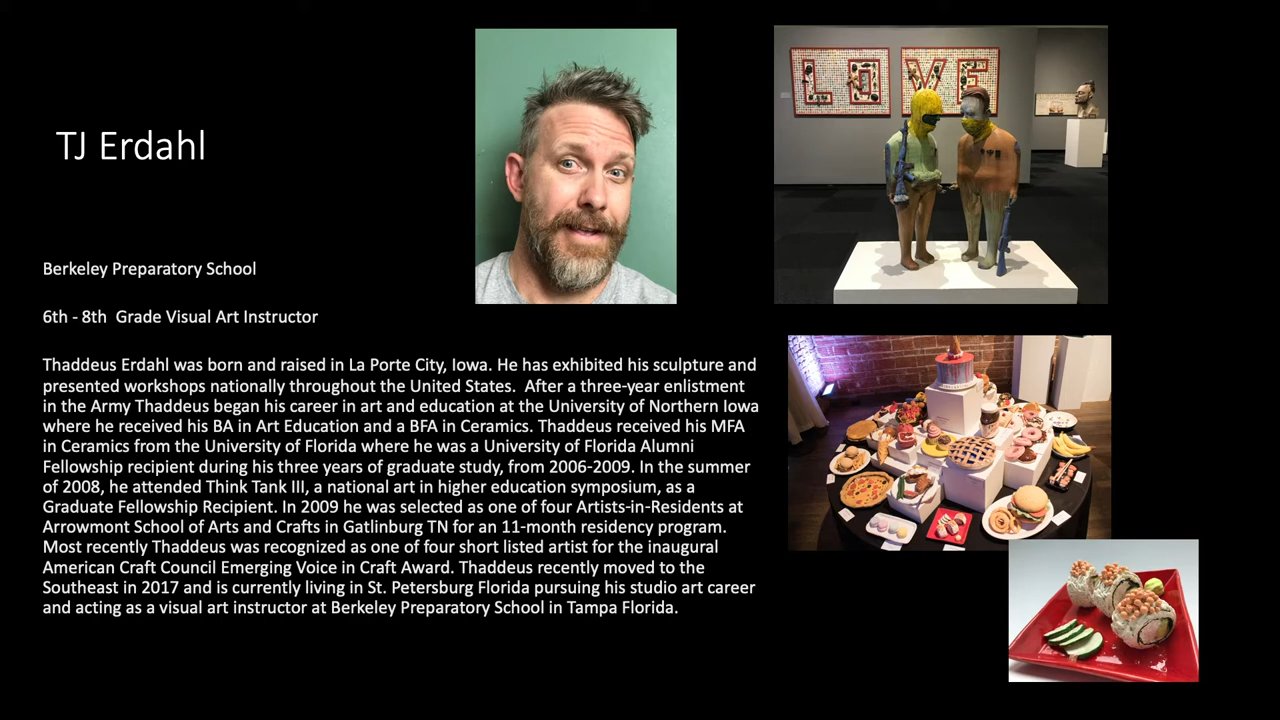 TJ Erdahl
Berkeley Preparatory School
6th - 8th  Grade Visual Art Instructor
Thaddeus Erdahl was born and raised in La Porte City, Iowa. He has exhibited his sculpture and
presented workshops nationally throughout the United States.  After a three-year enlistment
in the Army Thaddeus began his career in art and education at the University of Northern Iowa
where he received his BA in Art Education and a BFA in Ceramics. Thaddeus received his MFA
in Ceramics from the University of Florida where he was a University of Florida Alumni
Fellowship recipient during his three years of graduate study, from 2006-2009. In the summer
of 2008, he attended Think Tank III, a national art in higher education symposium, as a
Graduate Fellowship Recipient. In 2009 he was selected as one of four Artists-in-Residents at
Arrowmont School of Arts and Crafts in Gatlinburg TN for an 11-month residency program.
Most recently Thaddeus was recognized as one of four short listed artist for the inaugural
American Craft Council Emerging Voice in Craft Award. Thaddeus recently moved to the
Southeast in 2017 and is currently living in St. Petersburg Florida pursuing his studio art career
and acting as a visual art instructor at Berkeley Preparatory School in Tampa Florida.
LOVE